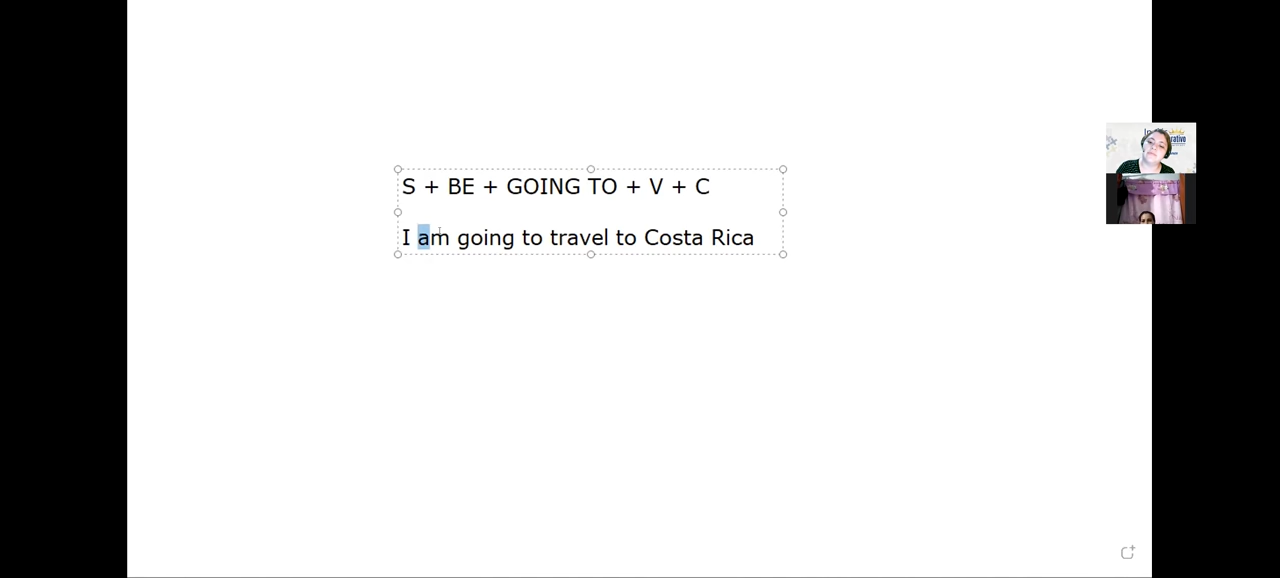 S + BE + GOING TO + V + C
I am going to travel to Costa Rica